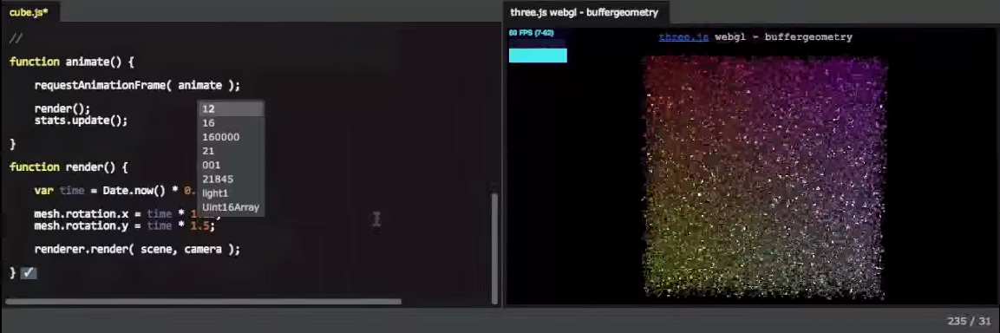 cube.js*
//
function animate() {
requestAnimationFrame( animate );
render();
stats.update();
}
function render() {
var time = Date.now() * 0.
mesh.rotation.x = time * 1
mesh.rotation.y = time * 1.5;
renderer.render( scene, camera );
}
12
16
160000
21
001
21845
light1
Uint16Array
three.js webgl - buffergeometry
60 FPS (7-62)
three.js webgl - buffergeometry
235 / 31